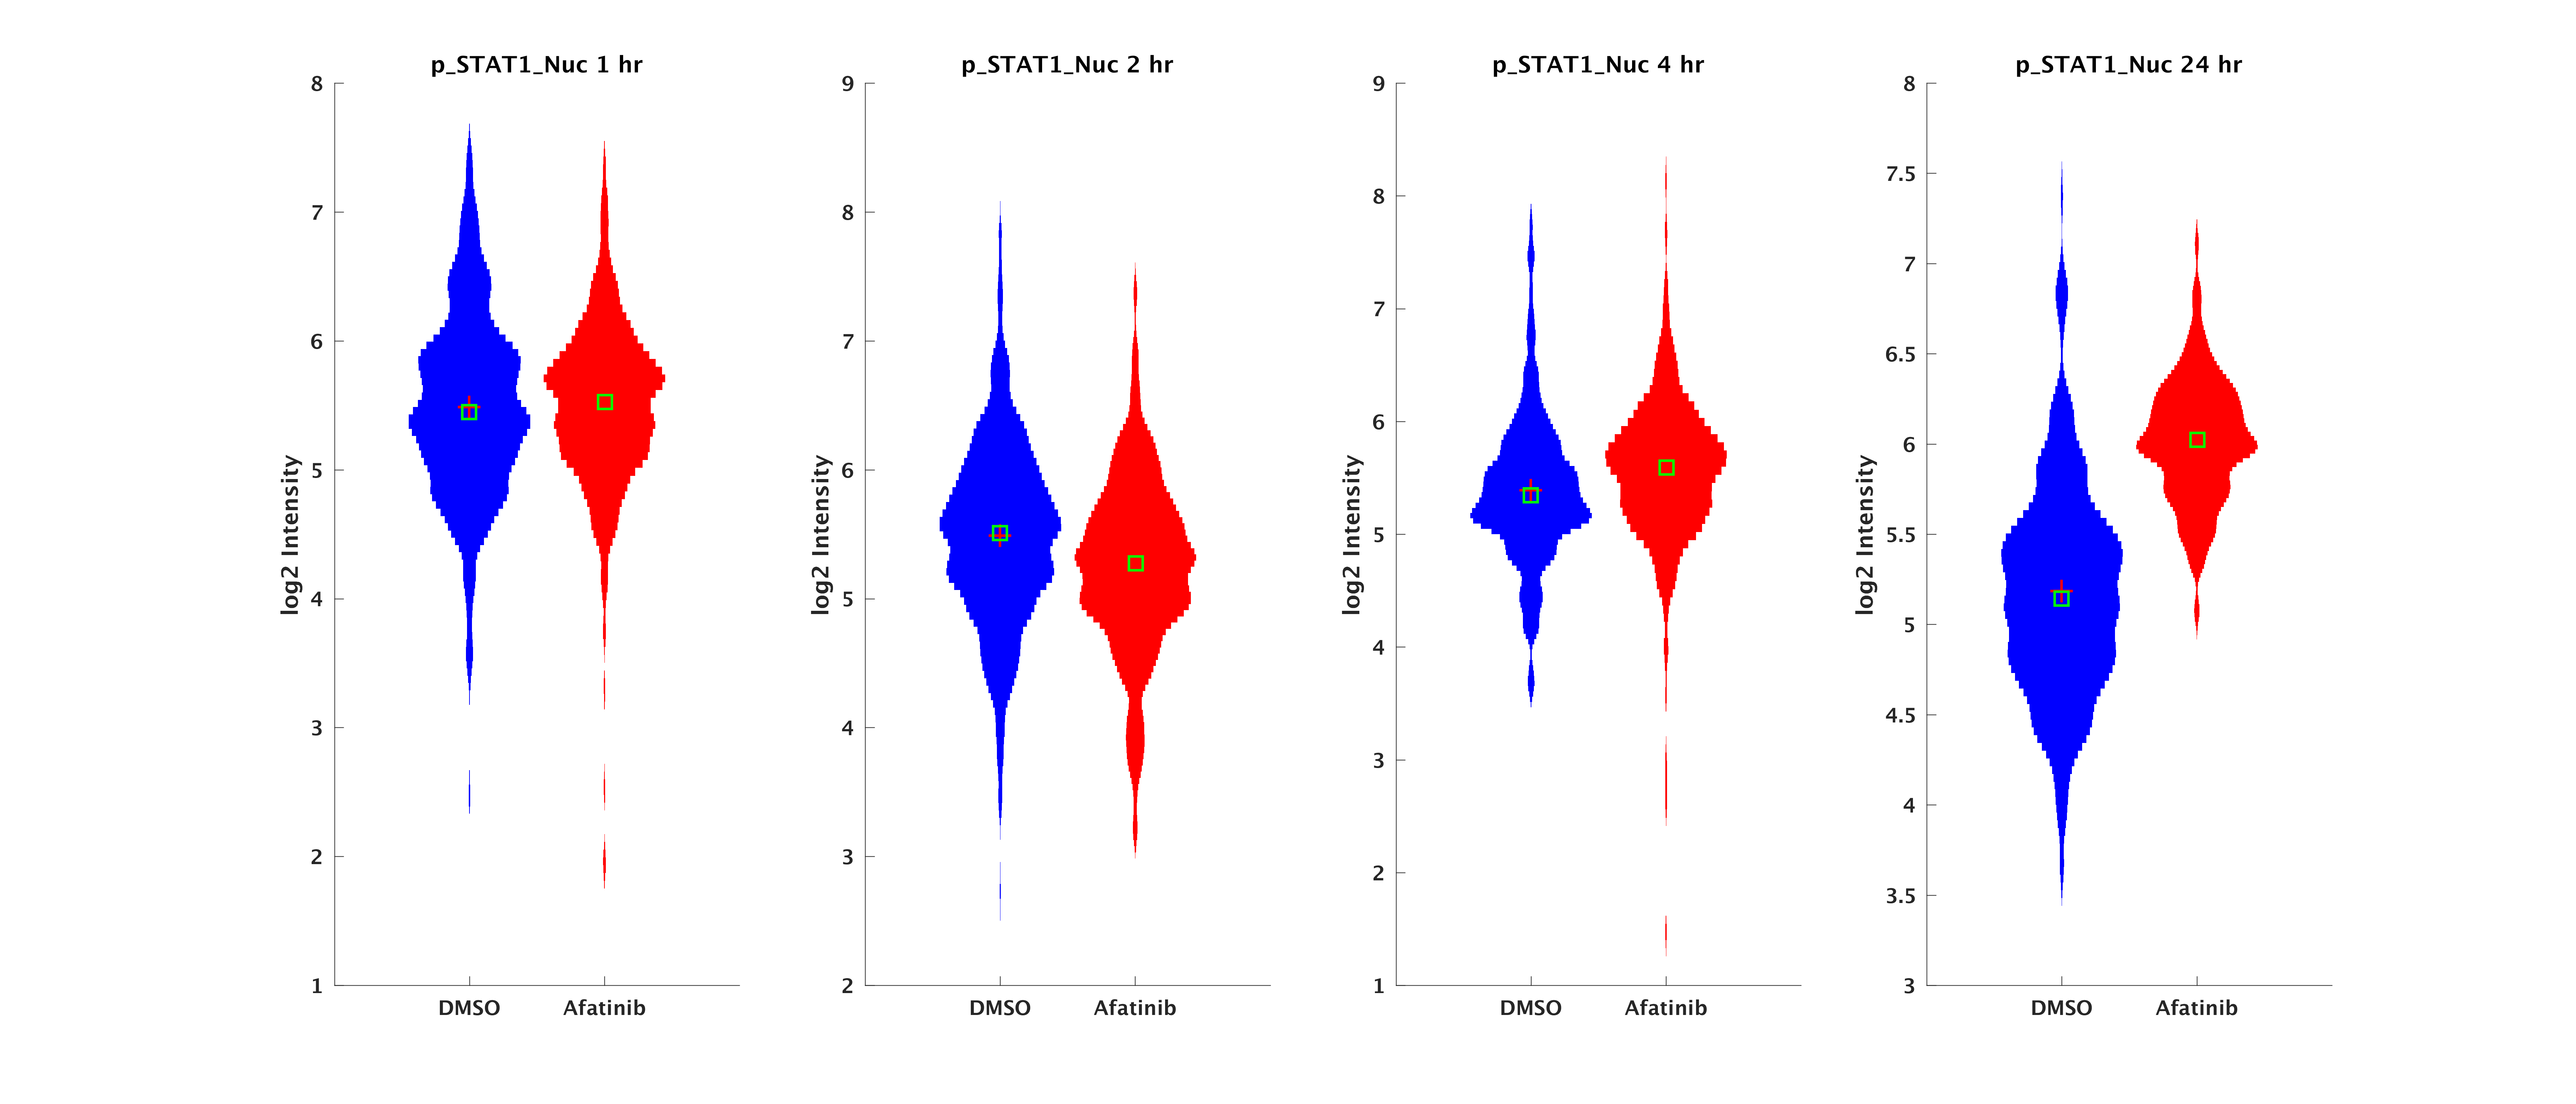 p_STAT1_Nuc 1 hr
8
7
6
5
4
3
2
1
log2 Intensity
DMSO
Afatinib
p_STAT1_Nuc 2 hr
9
8
7
6
5
4
3
2
log2 Intensity
DMSO
Afatinib
p_STAT1_Nuc 4 hr
9
8
7
6
5
4
3
2
1
log2 Intensity
DMSO
Afatinib
p_STAT1_Nuc 24 hr
8
7.5
7
6.5
6
5.5
5
4.5
4
3.5
3
log2 Intensity
DMSO
Afatinib